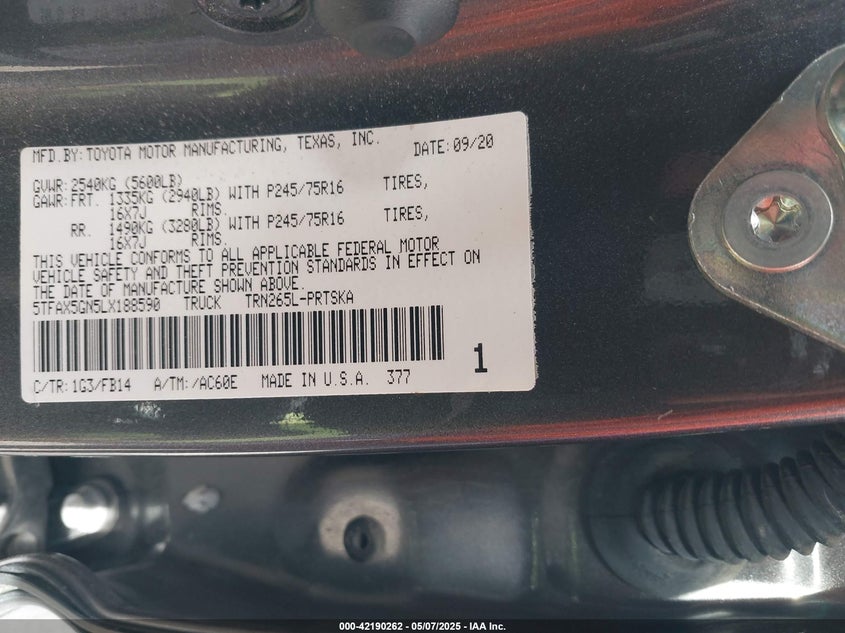 MFD.BY:TOYOTA MOTOR MANUFACTURING, TEXAS, INC. DATE:09/20
GVWR:2540KG (5600LB)
GAWR:FRT. 1335KG (2940LB) WITH P245/75R16 TIRES,
16X7J RIMS.
RR. 1490KG (3280LB) WITH P245/75R16 TIRES,
16X7J RIMS.
THIS VEHICLE CONFORMS TO ALL APPLICABLE FEDERAL MOTOR
VEHICLE SAFETY AND THEFT PREVENTION STANDARDS IN EFFECT ON
THE DATE OF MANUFACTURE SHOWN ABOVE.
5TFAX5GN5LX188590 TRUCK TRN265L-PRTSKA
1
C/TR:1G3/FB14 A/TM:/AC60E MADE IN U.S.A. 377
000-42190262 - 05/07/2025 - IAA Inc.